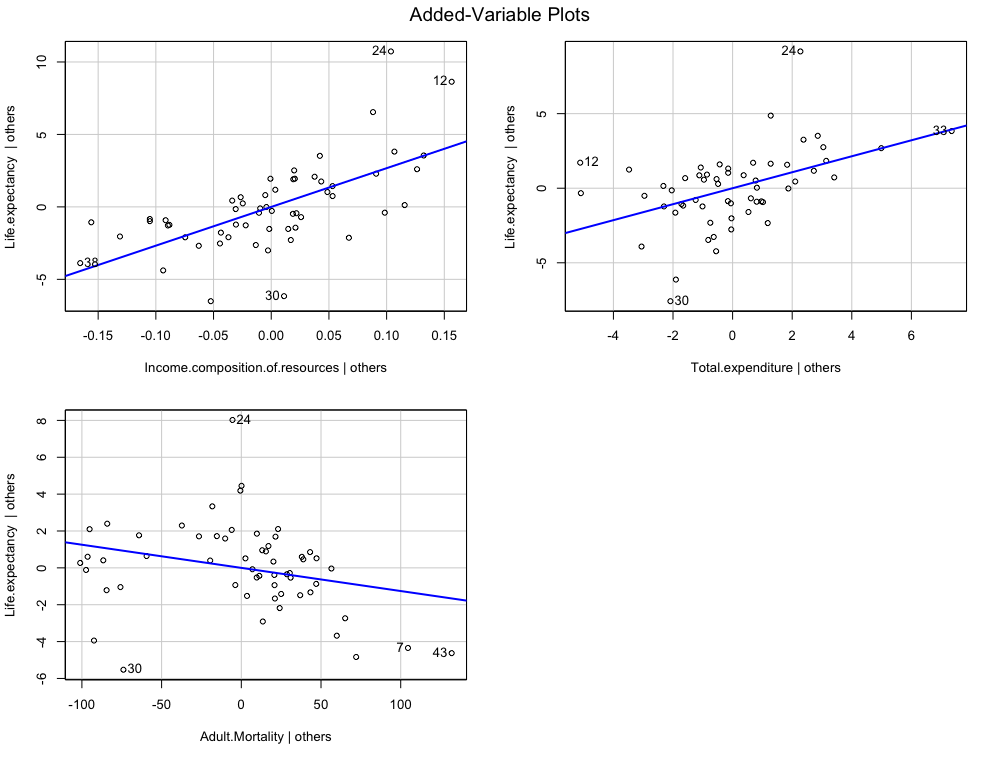 Added-Variable Plots
Life.expectancy | others
10
5
0
-5
24
12
38
30
-0.15 -0.10 -0.05 0.00 0.05 0.10 0.15
Income.composition.of.resources | others
Life.expectancy | others
5
0
-5
24
33
12
30
-4 -2 0 2 4 6
Total.expenditure | others
Life.expectancy | others
8
6
4
2
0
-2
-4
-6
24
7
43
30
-100 -50 0 50 100
Adult.Mortality | others